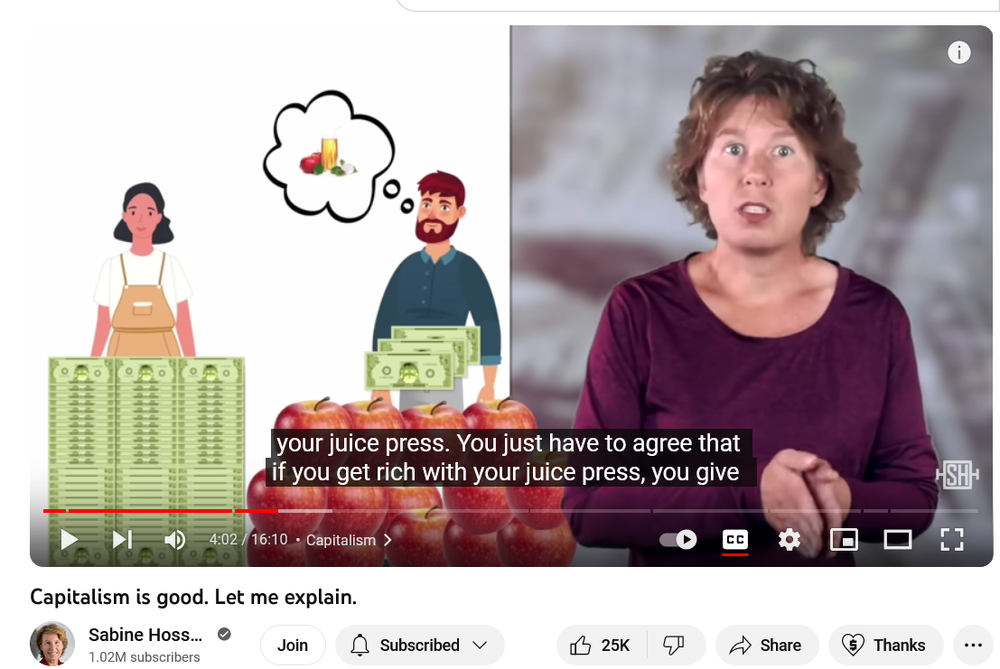 your juice press. You just have to agree that
if you get rich with your juice press, you give
SH
4:02 / 16:10 • Capitalism
CC
Capitalism is good. Let me explain.
Sabine Hoss...
1.02M subscribers
Join
Subscribed
25K
Share
Thanks